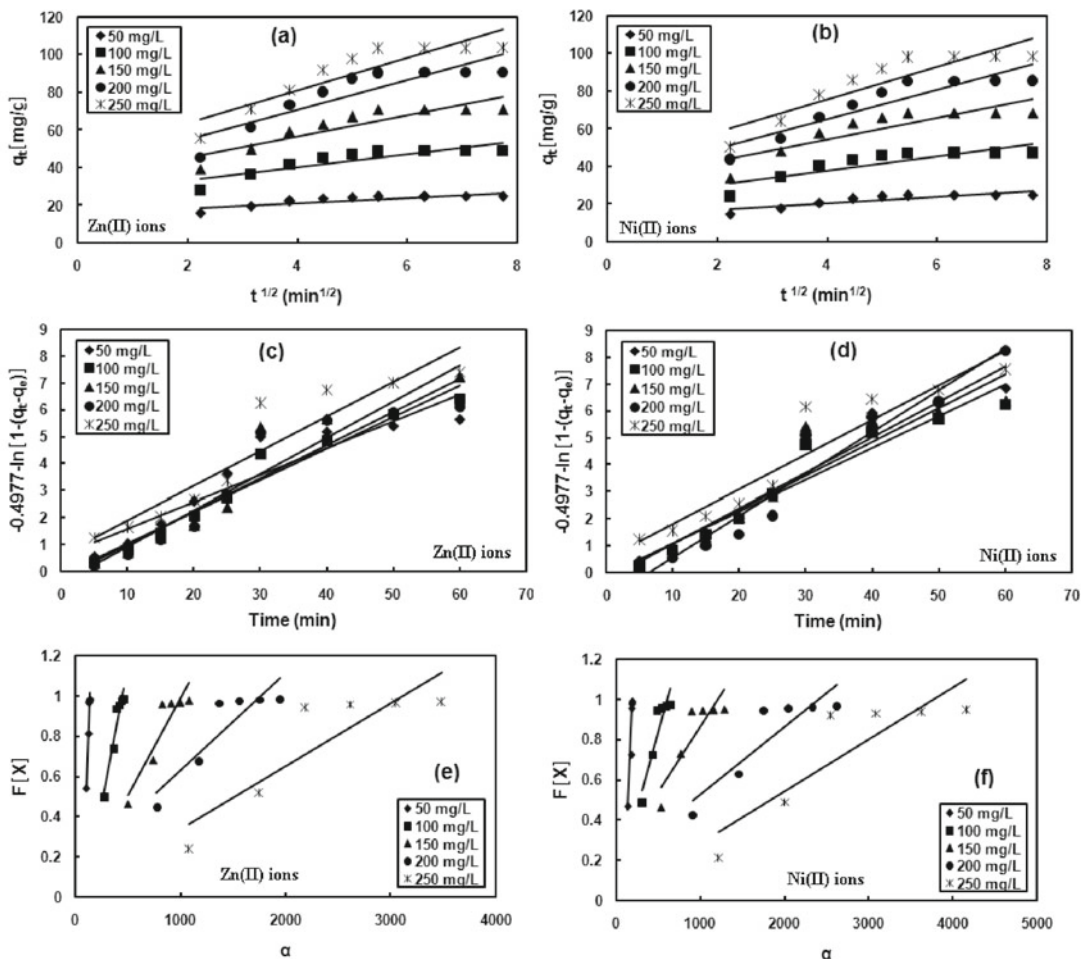 120
100
80
60
40
20
0
50 mg/L
100 mg/L
150 mg/L
200 mg/L
250 mg/L
(a)
Zn(II) ions
qt [mg/g]
0 2 4 6 8
t 1/2 (min1/2)
120
100
80
60
40
20
0
50 mg/L
100 mg/L
150 mg/L
200 mg/L
250 mg/L
(b)
Ni(II) ions
qt [mg/g]
0 2 4 6 8
t 1/2 (min1/2)
9
8
7
6
5
4
3
2
1
0
50 mg/L
100 mg/L
150 mg/L
200 mg/L
250 mg/L
(c)
Zn(II) ions
-0.4977-ln [1-(qt-qe)]
0 10 20 30 40 50 60 70
Time (min)
9
8
7
6
5
4
3
2
1
0
50 mg/L
100 mg/L
150 mg/L
200 mg/L
250 mg/L
(d)
Ni(II) ions
-0.4977-ln [1-(qt-qe)]
0 10 20 30 40 50 60 70
Time (min)
1.2
1
0.8
0.6
0.4
0.2
0
(e)
50 mg/L
100 mg/L
150 mg/L
200 mg/L
250 mg/L
Zn(II) ions
F [X]
0 1000 2000 3000 4000
α
1.2
1
0.8
0.6
0.4
0.2
0
(f)
50 mg/L
100 mg/L
150 mg/L
200 mg/L
250 mg/L
Ni(II) ions
F [X]
0 1000 2000 3000 4000 5000
α